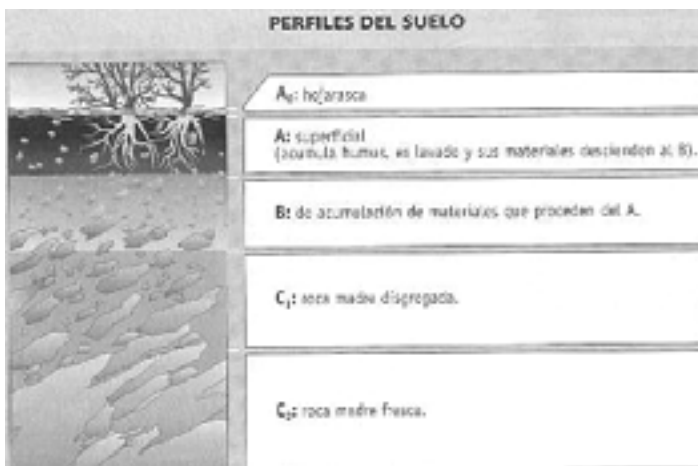 PERFILES DEL SUELO
A₀: hojarasca
A: superficial
(acumula humus, es lavado y sus materiales descienden al B).
B: de acumulación de materiales que proceden del A.
C₁: roca madre disgregada.
C₂: roca madre fresca.